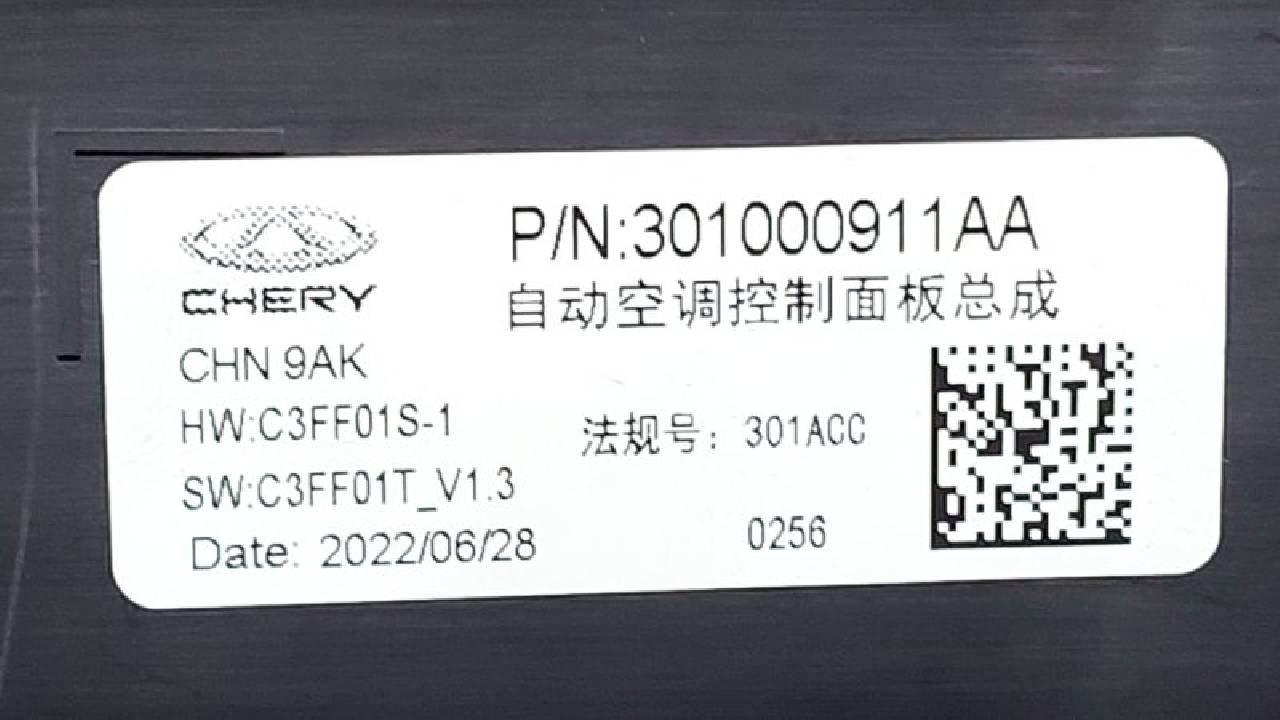 CHERY
P/N:301000911AA
自动空调控制面板总成
CHN 9AK
HW:C3FF01S-1
法规号：301ACC
SW:C3FF01T_V1.3
Date: 2022/06/28
0256